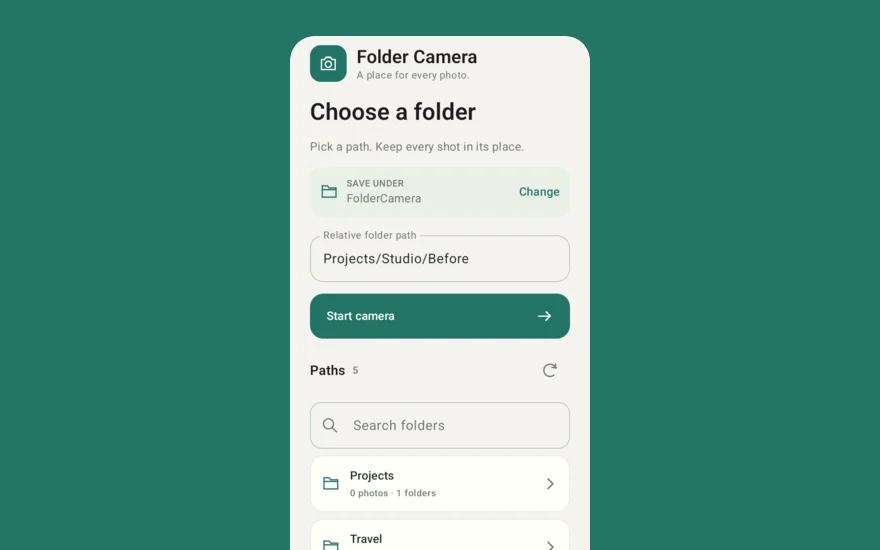 Folder Camera
A place for every photo.
Choose a folder
Pick a path. Keep every shot in its place.
SAVE UNDER
FolderCamera
Change
Relative folder path
Projects/Studio/Before
Start camera
Paths 5
Search folders
Projects
0 photos · 1 folders
Travel